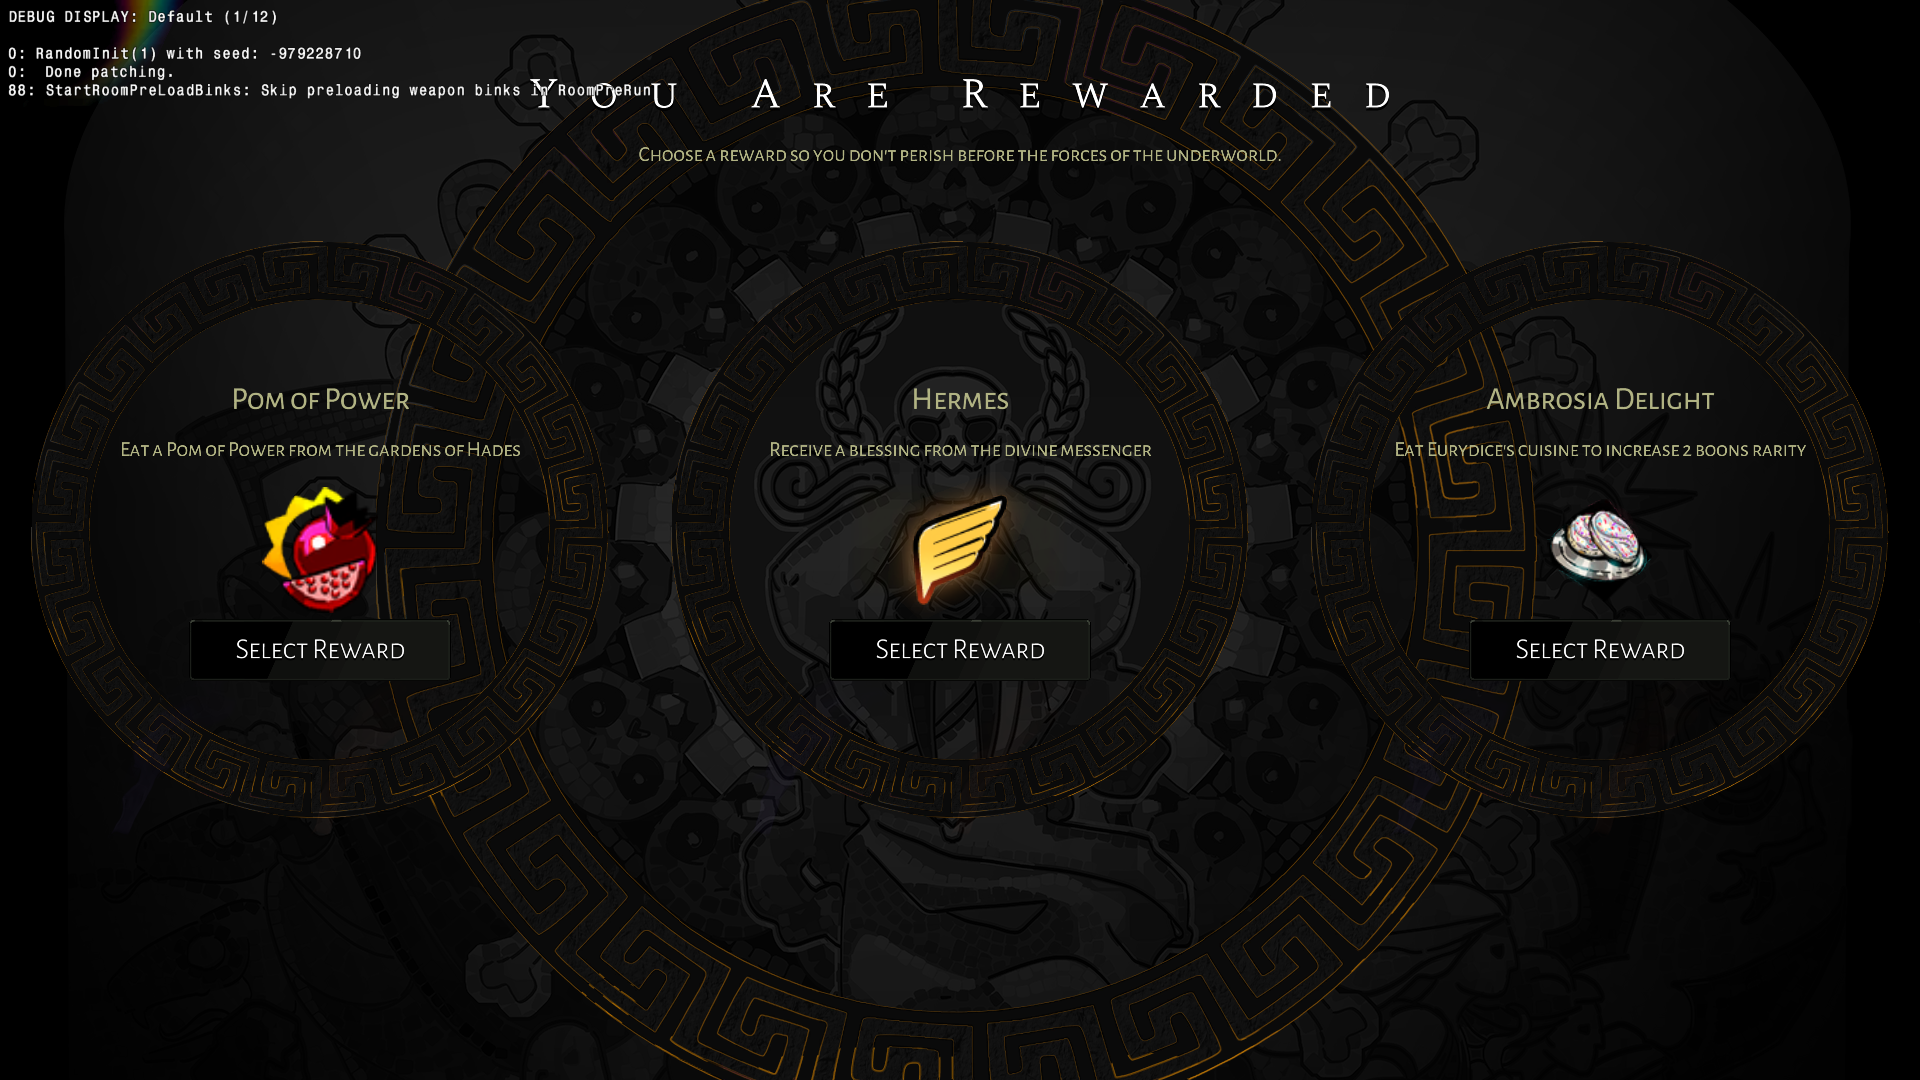 DEBUG DISPLAY: Default (1/12)
0: RandomInit(1) with seed: -979228710
0: Done patching.
88: StartRoomPreLoadBinks: Skip preloading weapon binks in RoomPreRun
You Are Rewarded
Choose a reward so you don't perish before the forces of the underworld.
Pom of Power
Eat a Pom of Power from the gardens of Hades
Select Reward
Hermes
Receive a blessing from the divine messenger
Select Reward
Ambrosia Delight
Eat Eurydice's cuisine to increase 2 boons rarity
Select Reward